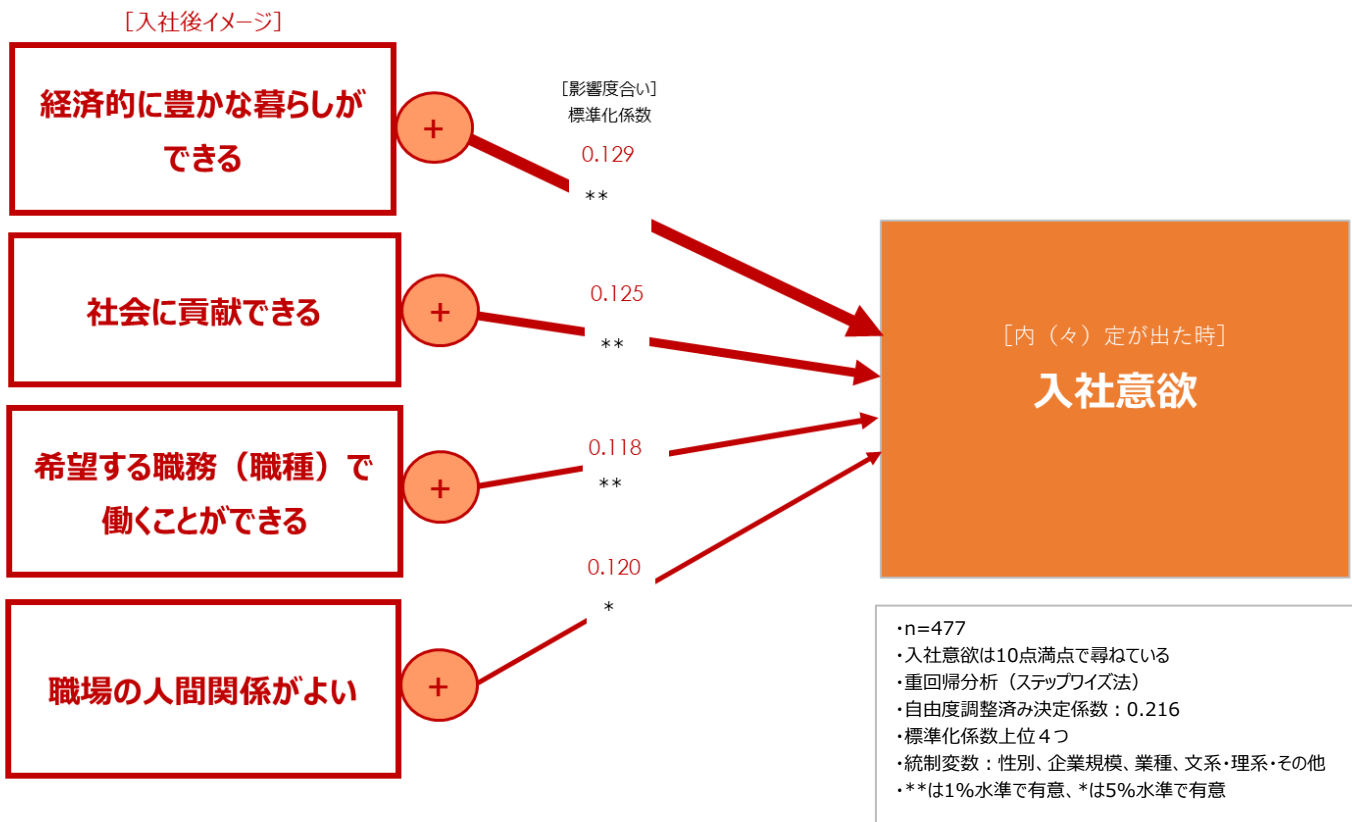 [入社後イメージ]
経済的に豊かな暮らしが
できる
+
[影響度合い]
標準化係数
0.129
**
社会に貢献できる
+
0.125
**
[内（々）定が出た時]
入社意欲
希望する職務（職種）で
働くことができる
+
0.118
**
0.120
*
職場の人間関係がよい
+
・n=477
・入社意欲は10点満点で尋ねている
・重回帰分析（ステップワイズ法）
・自由度調整済み決定係数：0.216
・標準化係数上位４つ
・統制変数：性別、企業規模、業種、文系・理系・その他
・**は1%水準で有意、*は5%水準で有意